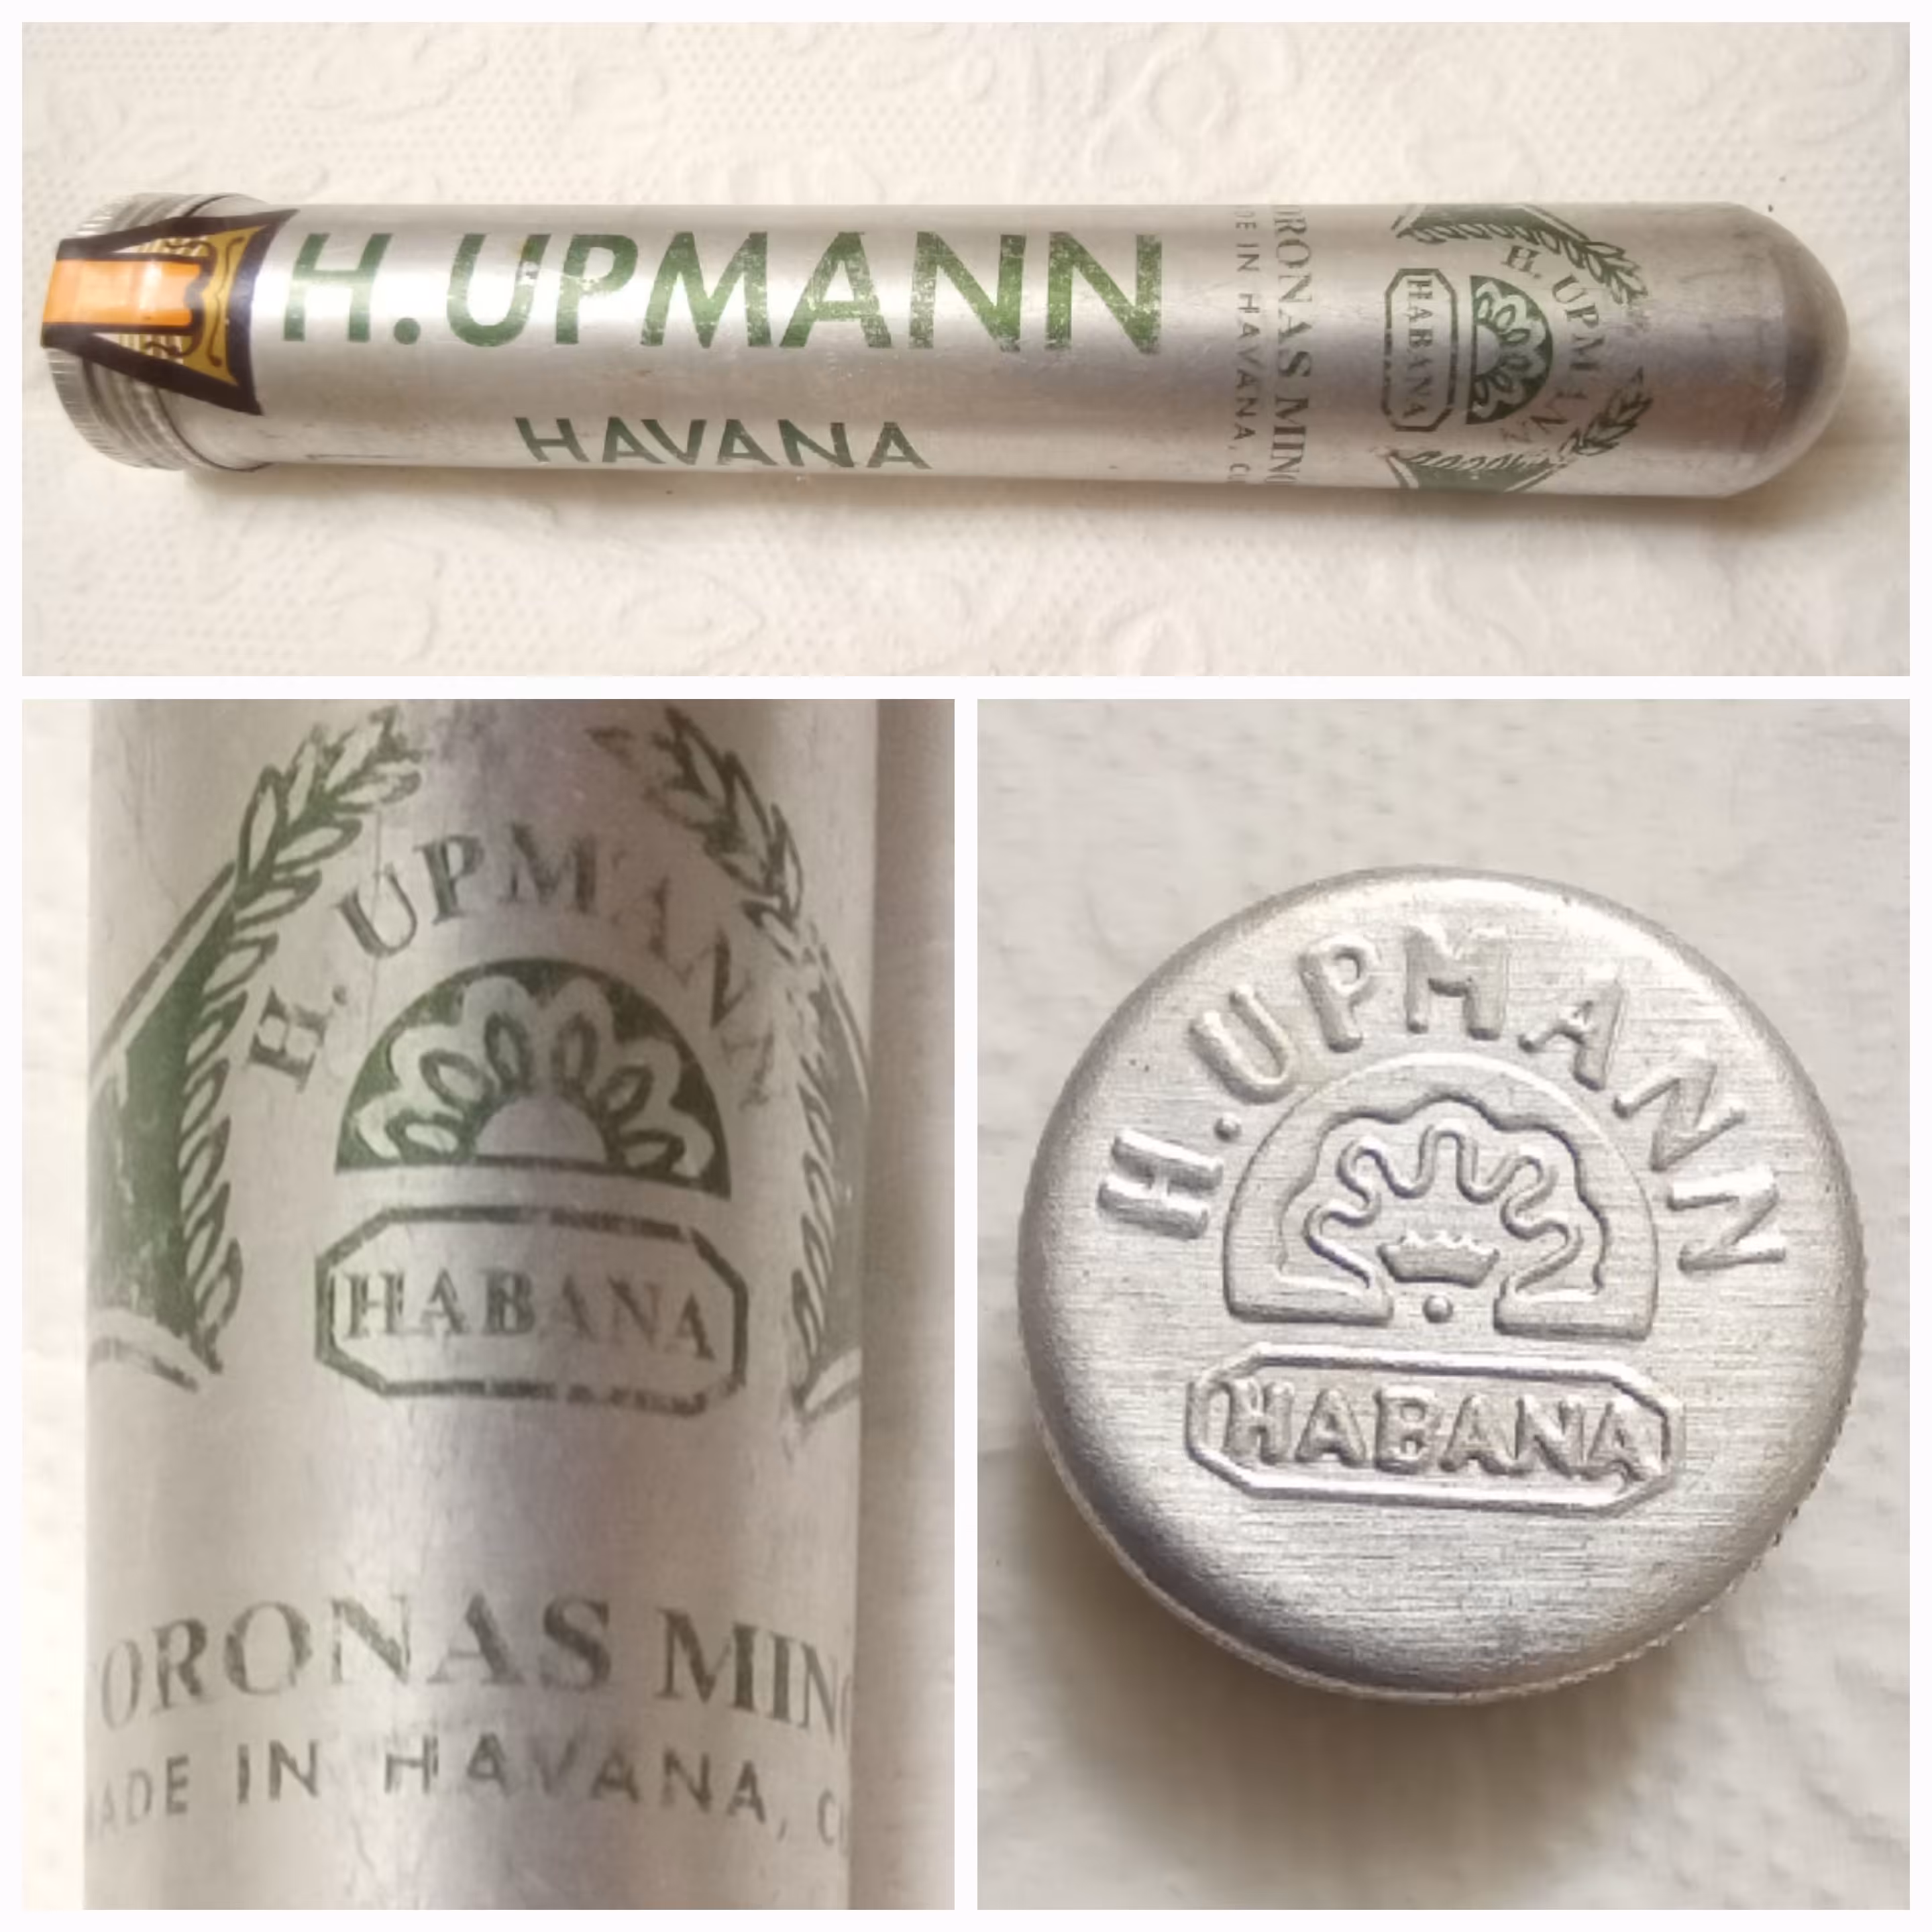 H. UPMANN
HAVANA
ORONAS MIN
DE IN HAVANA, C
H. UPMANN
HABANA
H. UPMANN
HABANA
ORONAS MIN
ADE IN HAVANA, C
H. UPMANN
HABANA